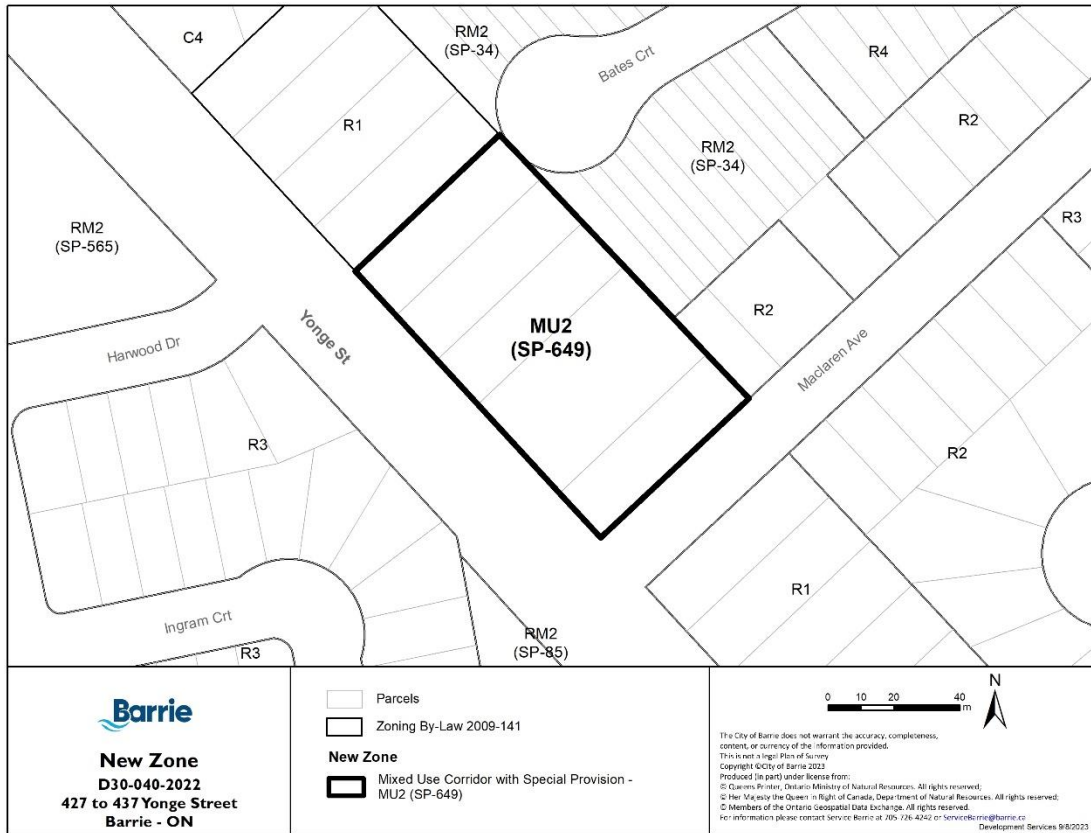 C4
RM2
(SP-34)
Bates Crt
R4
R1
R2
RM2
(SP-34)
RM2
(SP-565)
R3
Yonge St
MU2
(SP-649)
R2
Harwood Dr
Maclaren Ave
R3
R2
R1
Ingram Crt
RM2
(SP-85)
R3
Barrie
New Zone
D30-040-2022
427 to 437 Yonge Street
Barrie - ON
Parcels
Zoning By-Law 2009-141
New Zone
Mixed Use Corridor with Special Provision -
MU2 (SP-649)
N
0 10 20 40
m
The City of Barrie does not warrant the accuracy, completeness,
content, or currency of the information provided.
This is not a legal Plan of Survey
Copyright ©City of Barrie 2023
Produced (in part) under license from:
© Queens Printer, Ontario Ministry of Natural Resources. All rights reserved;
© Her Majesty the Queen in Right of Canada, Department of Natural Resources. All rights reserved;
© Members of the Ontario Geospatial Data Exchange. All rights reserved.
For information please contact Service Barrie at 705-726-4242 or ServiceBarrie@barrie.ca
Development Services 9/8/2023